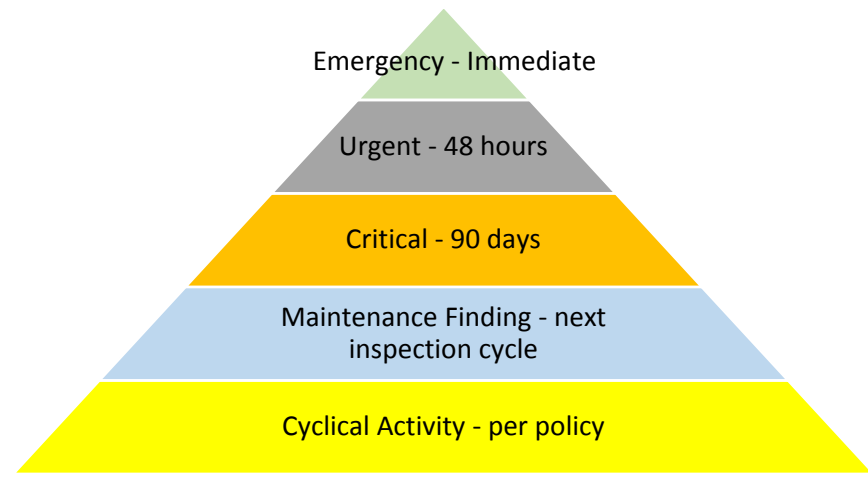 Emergency - Immediate
Urgent - 48 hours
Critical - 90 days
Maintenance Finding - next
inspection cycle
Cyclical Activity - per policy